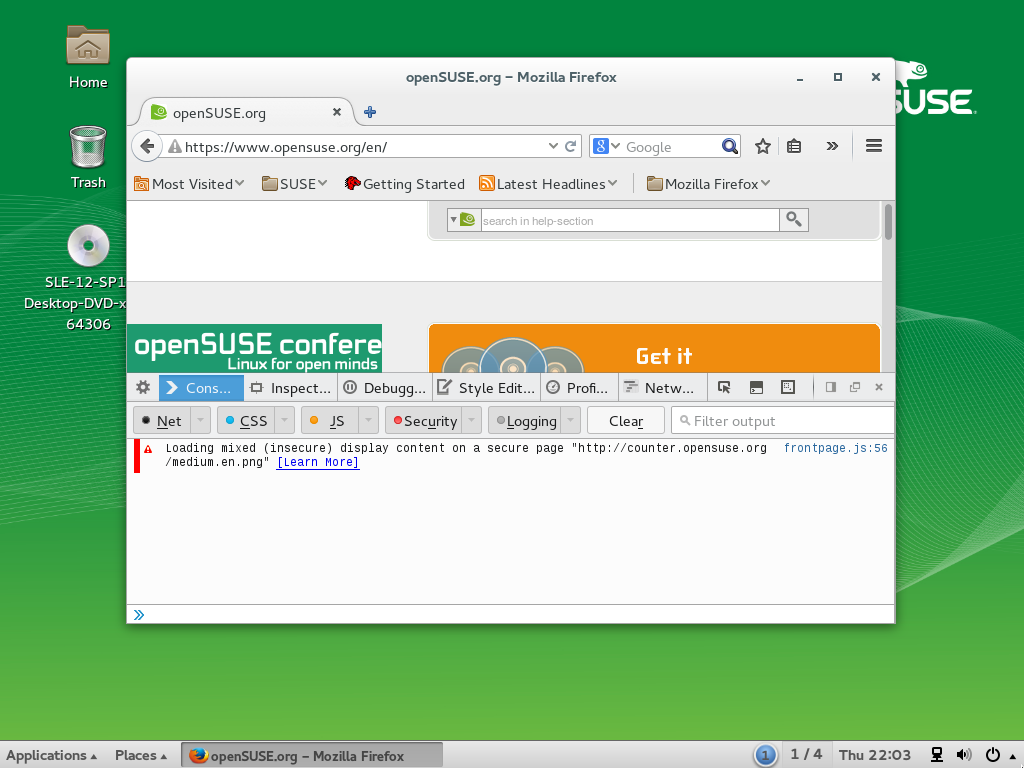 Home
Trash
SLE-12-SP1
Desktop-DVD-x
64306
SUSE
openSUSE.org – Mozilla Firefox
openSUSE.org
https://www.opensuse.org/en/
8 Google
Most Visited SUSE Getting Started Latest Headlines Mozilla Firefox
search in help-section
openSUSE confere
Linux for open minds
Get it
Cons... Inspect... Debugg... Style Edit... Profi... Netw...
Net CSS JS Security Logging Clear Filter output
Loading mixed (insecure) display content on a secure page "http://counter.opensuse.org frontpage.js:56
/medium.en.png" [Learn More]
Applications Places openSUSE.org – Mozilla Firefox 1 1 / 4 Thu 22:03